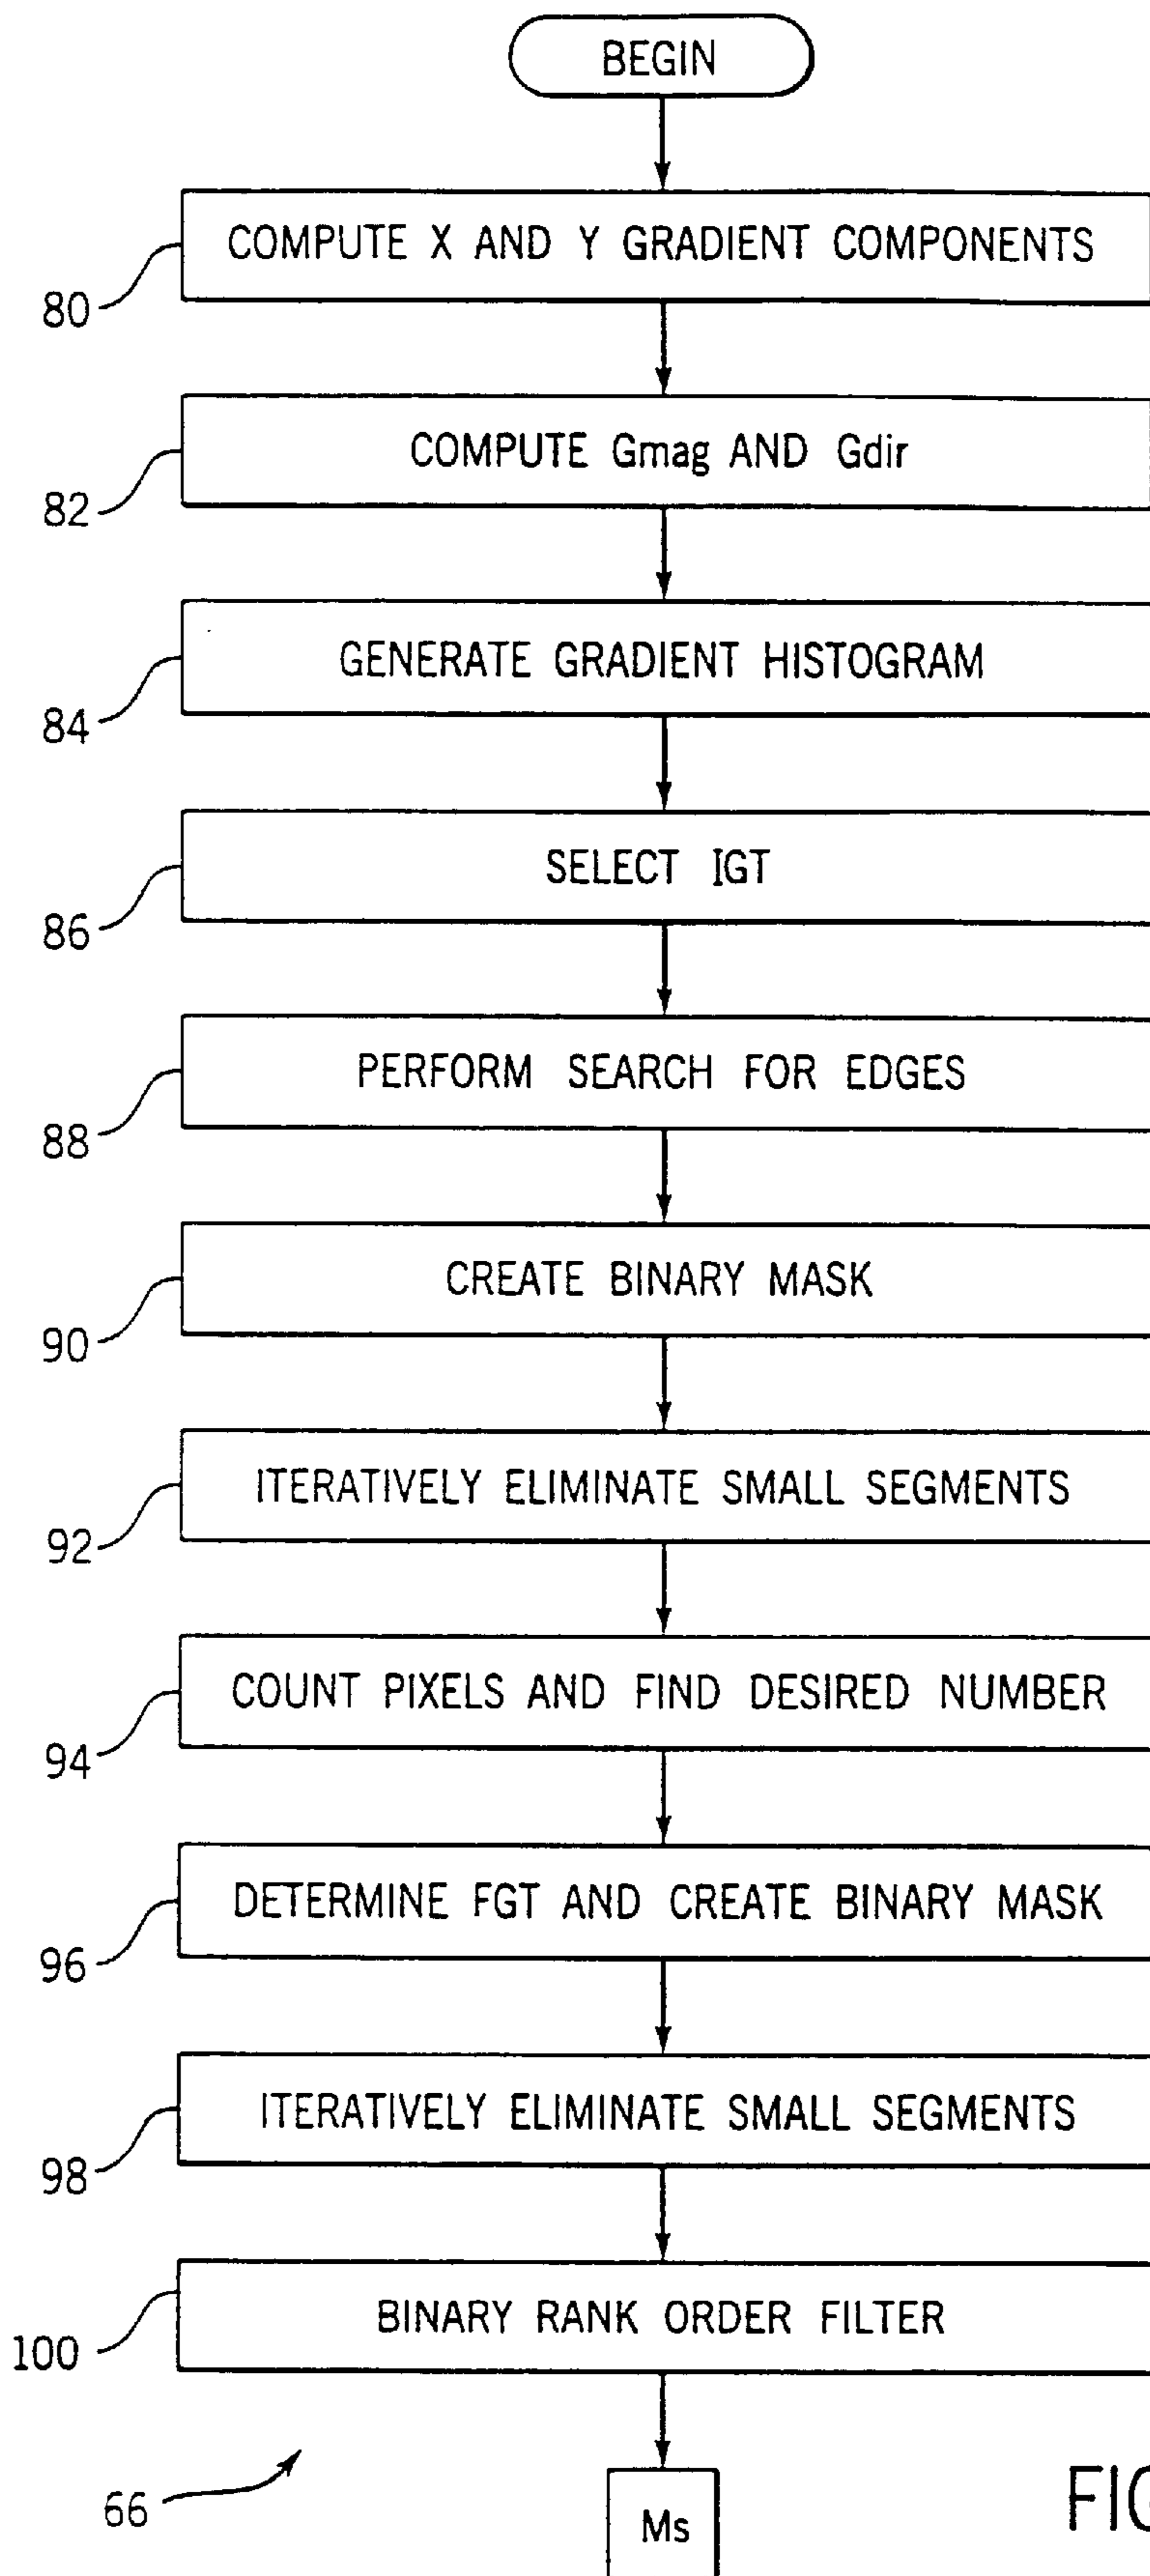 BEGIN
COMPUTE X AND Y GRADIENT COMPONENTS
80
COMPUTE Gmag AND Gdir
82
GENERATE GRADIENT HISTOGRAM
84
SELECT IGT
86
PERFORM SEARCH FOR EDGES
88
CREATE BINARY MASK
90
ITERATIVELY ELIMINATE SMALL SEGMENTS
92
COUNT PIXELS AND FIND DESIRED NUMBER
94
DETERMINE FGT AND CREATE BINARY MASK
96
ITERATIVELY ELIMINATE SMALL SEGMENTS
98
BINARY RANK ORDER FILTER
100
66
Ms